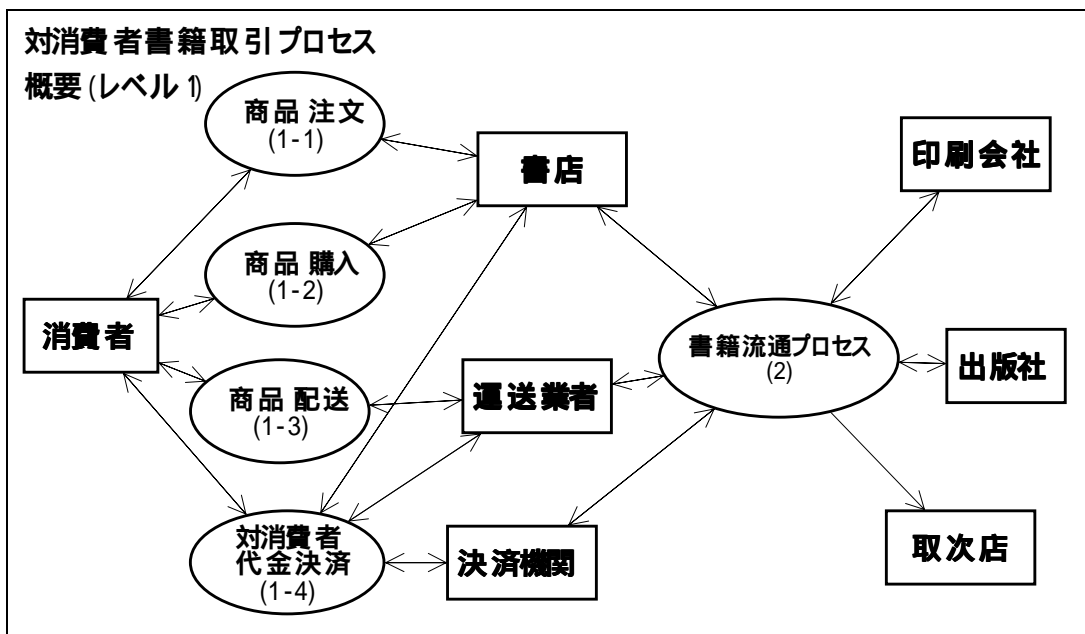 対消費者書籍取引プロセス
概要(レベル1)
商品注文
(1-1)
書店
印刷会社
商品購入
(1-2)
消費者
書籍流通プロセス
(2)
出版社
商品配送
(1-3)
運送業者
対消費者
代金決済
(1-4)
決済機関
取次店